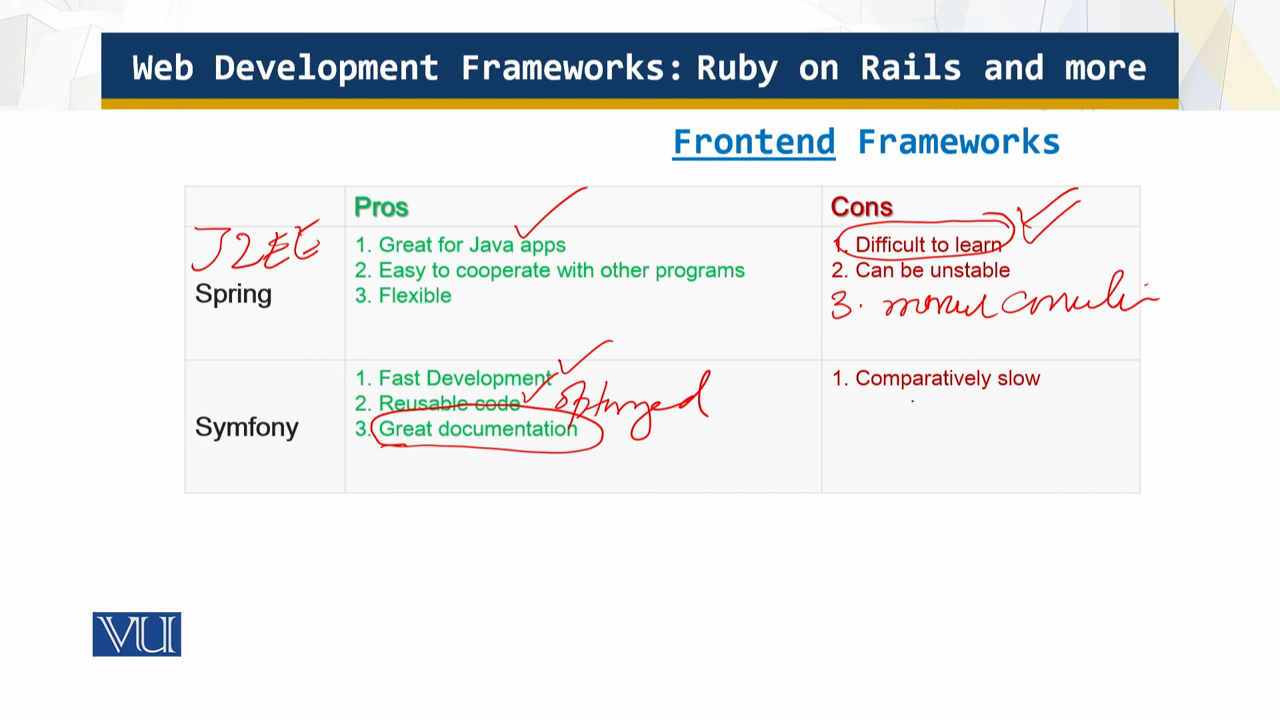 Web Development Frameworks: Ruby on Rails and more
Frontend Frameworks
Pros
Cons
J2EE
Spring
1. Great for Java apps
2. Easy to cooperate with other programs
3. Flexible
1. Difficult to learn
2. Can be unstable
3.
Symfony
1. Fast Development
2. Reusable code
3. Great documentation
1. Comparatively slow
VU